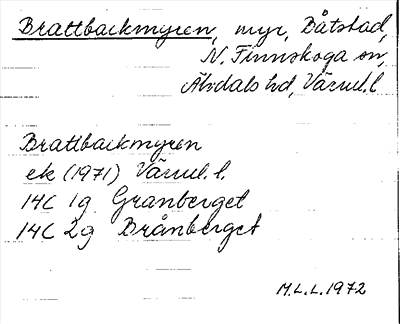 Brattbackmyren, myr, Båtstad,
N. Finnskoga sn,
Älvdals hd, Värml. l
Brattbackmyren
ek (1971) Värml. l.
14C 1g Granberget
14C 2g Brånberget
M.L.L. 1972